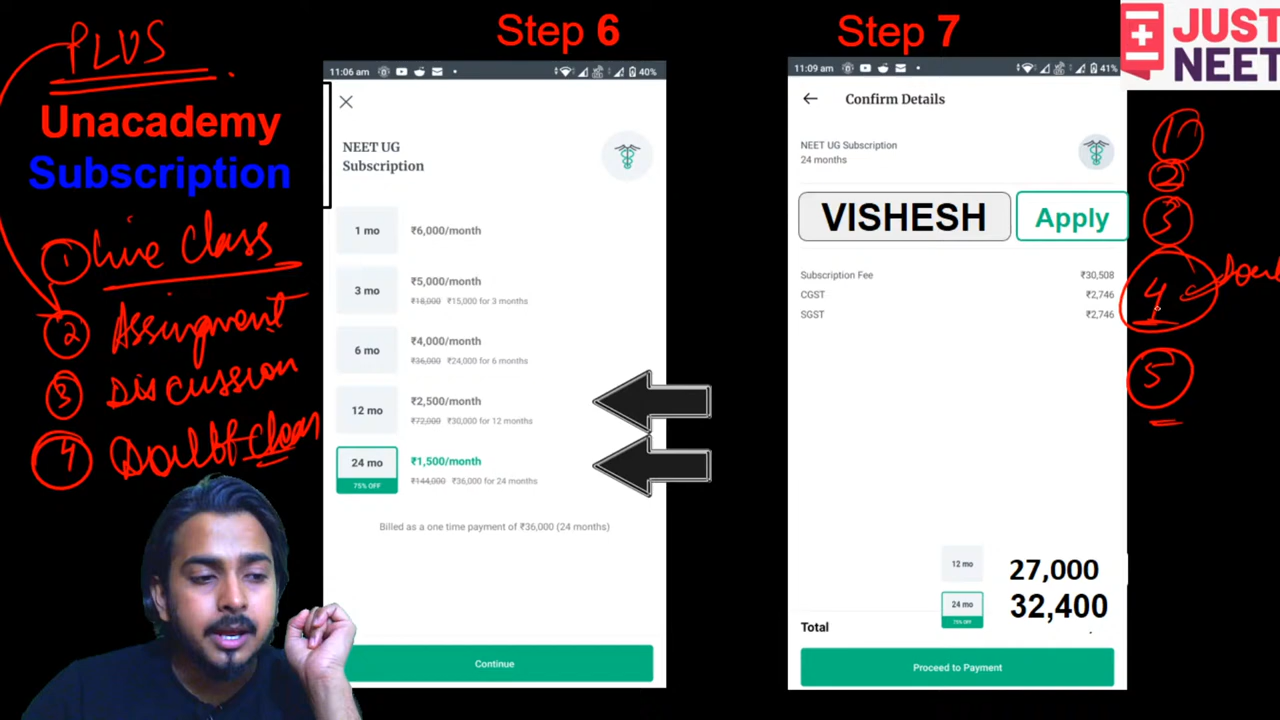 PLUS
Unacademy
Subscription
① Live Class
② Assingment
③ Discussion
④ Doubt Clear
Step 6
11:06 am
40%
NEET UG
Subscription
1 mo
₹6,000/month
3 mo
₹5,000/month
₹18,000 ₹15,000 for 3 months
6 mo
₹4,000/month
₹36,000 ₹24,000 for 6 months
12 mo
₹2,500/month
₹72,000 ₹30,000 for 12 months
24 mo
75% OFF
₹1,500/month
₹144,000 ₹36,000 for 24 months
Billed as a one time payment of ₹36,000 (24 months)
Continue
Step 7
11:09 am
41%
Confirm Details
NEET UG Subscription
24 months
VISHESH
Apply
Subscription Fee ₹30,508
CGST ₹2,746
SGST ₹2,746
12 mo 27,000
24 mo 32,400
75% OFF
Total
Proceed to Payment
JUST
NEET
1
2
3
4
5